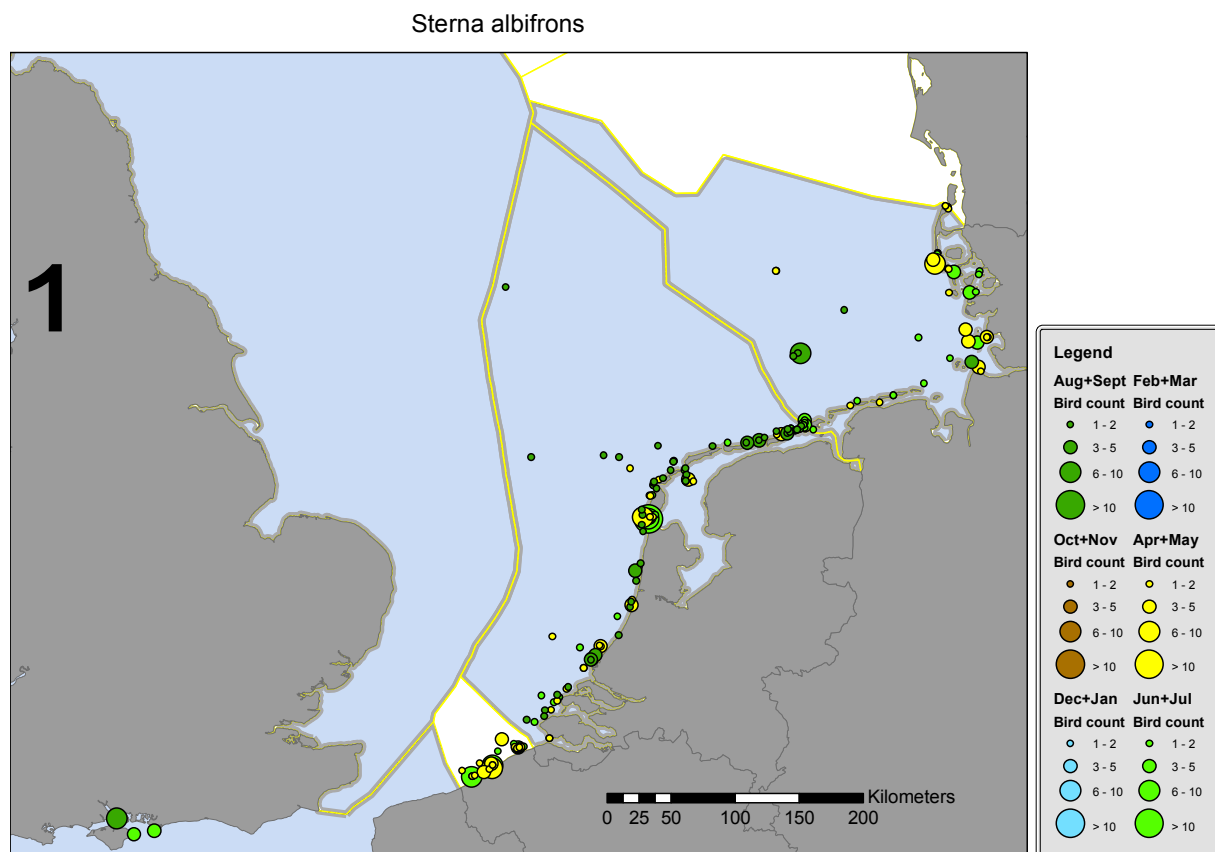 Sterna albifrons
1
Kilometers
0 25 50 100 150 200
Legend
Aug+Sept Feb+Mar
Bird count Bird count
1 - 2 1 - 2
3 - 5 3 - 5
6 - 10 6 - 10
> 10 > 10
Oct+Nov Apr+May
Bird count Bird count
1 - 2 1 - 2
3 - 5 3 - 5
6 - 10 6 - 10
> 10 > 10
Dec+Jan Jun+Jul
Bird count Bird count
1 - 2 1 - 2
3 - 5 3 - 5
6 - 10 6 - 10
> 10 > 10